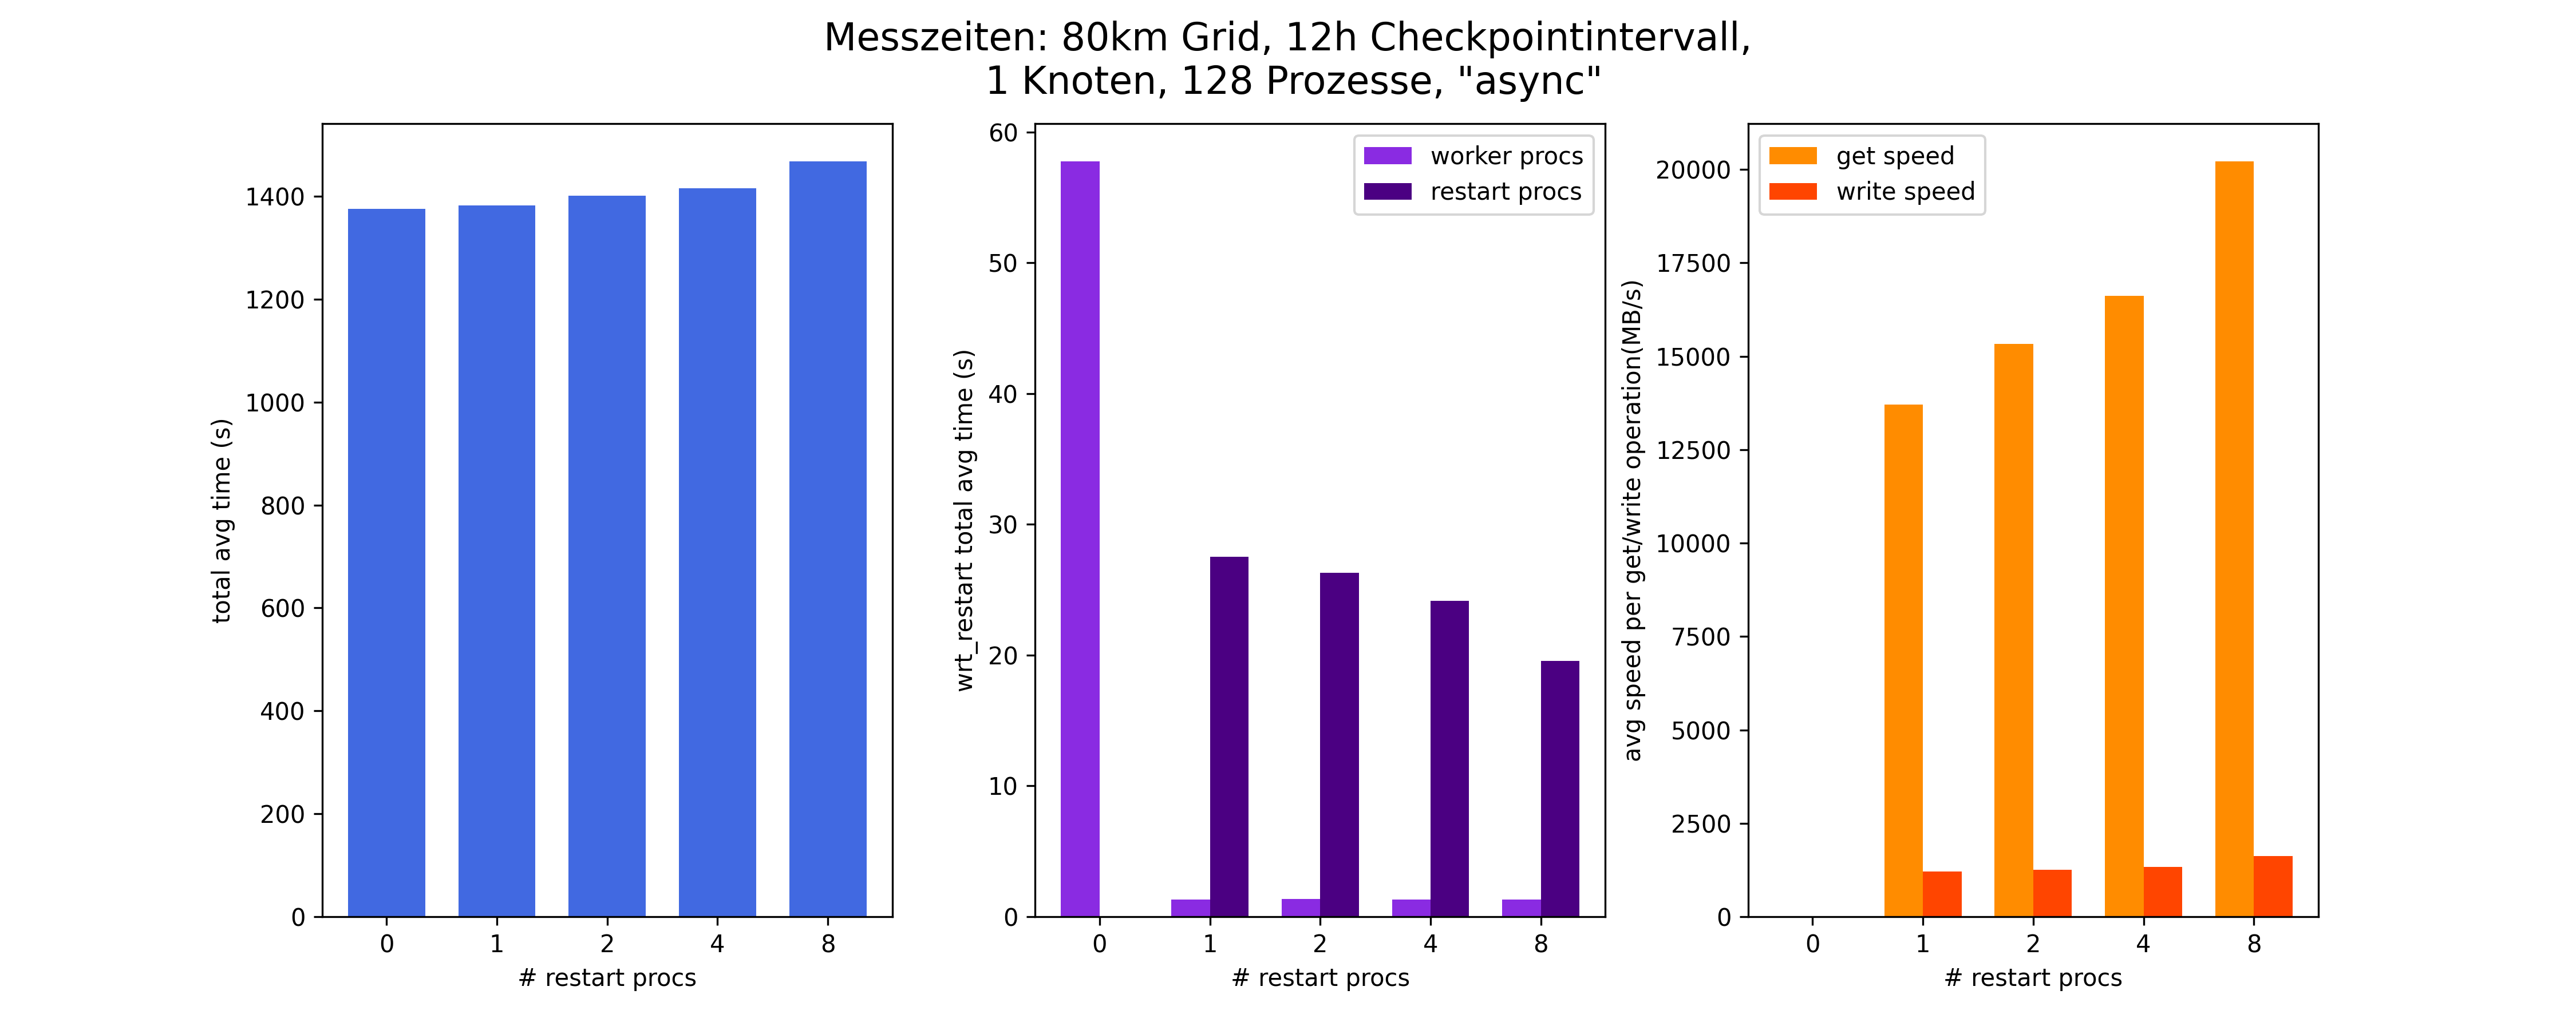 Messzeiten: 80km Grid, 12h Checkpointintervall,
1 Knoten, 128 Prozesse, "async"
total avg time (s)
1400
1200
1000
800
600
400
200
0
0 1 2 4 8
# restart procs
wrt_restart total avg time (s)
60
50
40
30
20
10
0
worker procs
restart procs
0 1 2 4 8
# restart procs
avg speed per get/write operation(MB/s)
20000
17500
15000
12500
10000
7500
5000
2500
0
get speed
write speed
0 1 2 4 8
# restart procs